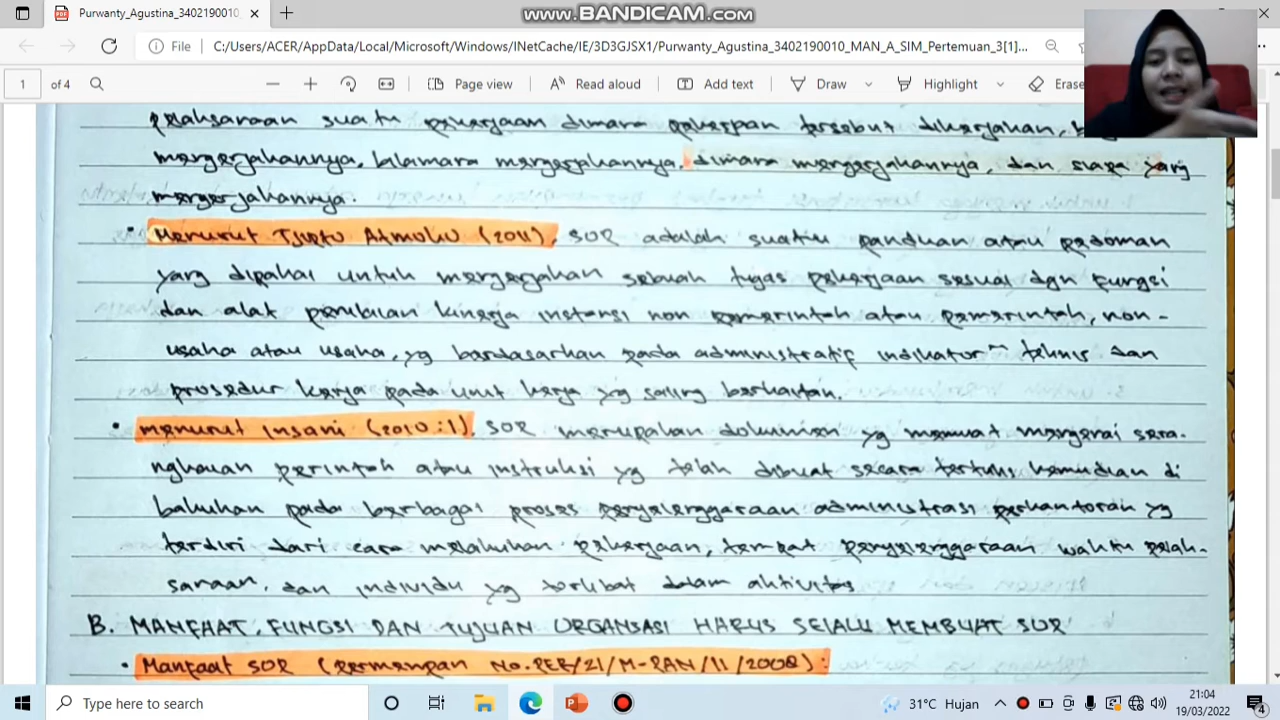 www.BANDICAM.com
Purwanty_Agustina_3402190010_
File C:/Users/ACER/AppData/Local/Microsoft/Windows/INetCache/IE/3D3GJSX1/Purwanty_Agustina_3402190010_MAN_A_SIM_Pertemuan_3[1]...
1 of 4 Page view Read aloud Add text Draw Highlight Erase
pelaksanaan suatu pekerjaan dimana pekerjaan tersebut dikerjakan,
mengerjakannya, bilamana mengerjakannya, dimana mengerjakannya, dan siapa yang
mengerjakannya.
• Menurut Tjipto Atmoko (2011), SOP adalah suatu panduan atau pedoman
yang dipakai untuk mengerjakan sebuah tugas pekerjaan sesuai dgn fungsi
dan alat penilaian kinerja instansi non pemerintah atau pemerintah, non-
usaha atau usaha, yg berdasarkan pada administratif indikator" teknis dan
prosedur kerja pada unit kerja yg saling berkaitan.
• menurut Insani (2010:1), SOP merupakan dokumen yg memuat mengenai sera-
ngkaian perintah atau instruksi yg telah dibuat secara tertulis kemudian di
bakukan pada berbagai proses penyelenggaraan administrasi perkantoran yg
terdiri dari cara melakukan pekerjaan, tempat penyelenggaraan waktu pelak-
sanaan, dan individu yg terlibat dalam aktivitas
B. MANFAAT, FUNGSI DAN TUJUAN ORGANSASI HARUS SELALU MEMBUAT SOP
• Manfaat SOP (Permenpan No.PER/21/M-PAN/11/2008):
Type here to search 31°C Hujan 21:04
19/03/2022 4